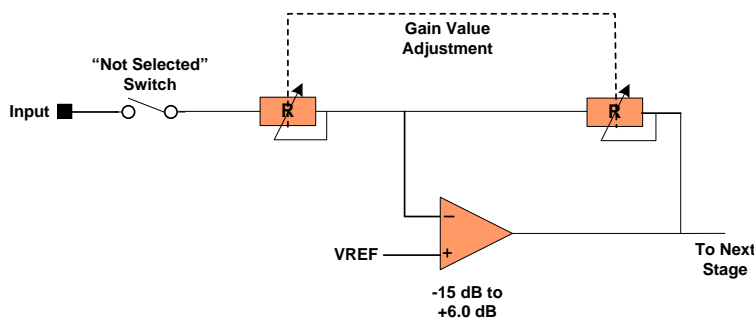 Gain Value
Adjustment
“Not Selected”
Switch
Input
R
R
−
VREF
+
To Next
Stage
-15 dB to
+6.0 dB